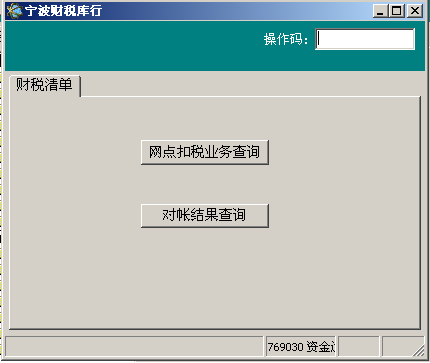 宁波财税库行
操作码:
财税清单
网点扣税业务查询
对帐结果查询
769030 资金